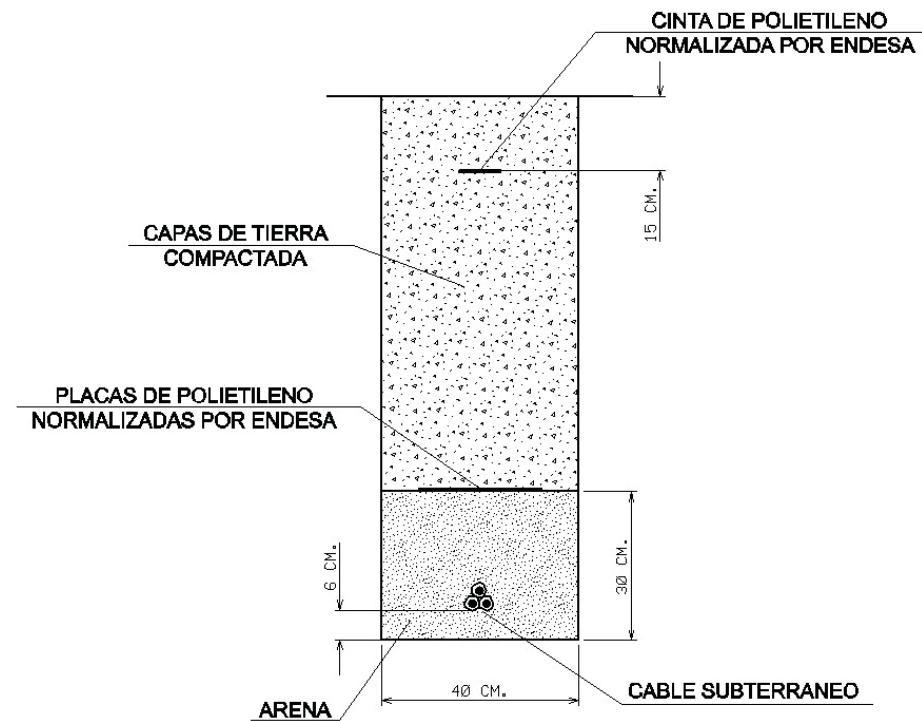 CINTA DE POLIETILENO
NORMALIZADA POR ENDESA
15 CM.
CAPAS DE TIERRA
COMPACTADA
PLACAS DE POLIETILENO
NORMALIZADAS POR ENDESA
6 CM.
30 CM.
40 CM.
CABLE SUBTERRANEO
ARENA